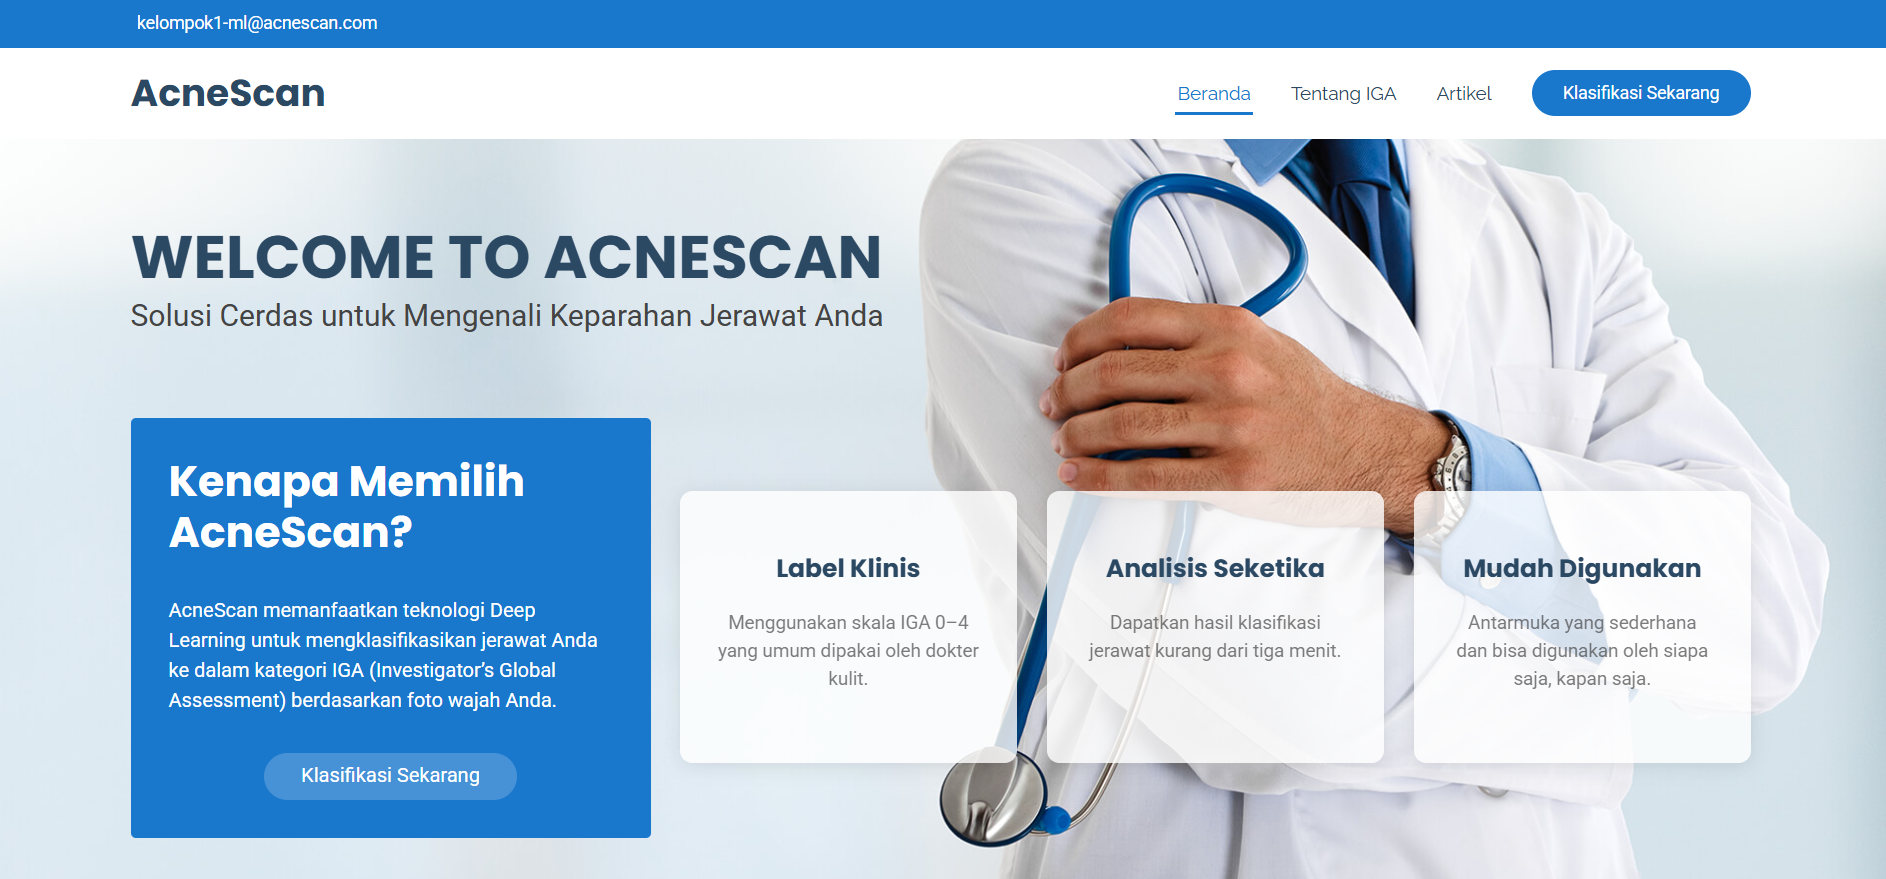 kelompok1-ml@acnescan.com
AcneScan
Beranda
Tentang IGA
Artikel
Klasifikasi Sekarang
WELCOME TO ACNESCAN
Solusi Cerdas untuk Mengenali Keparahan Jerawat Anda
Kenapa Memilih
AcneScan?
AcneScan memanfaatkan teknologi Deep
Learning untuk mengklasifikasikan jerawat Anda
ke dalam kategori IGA (Investigator’s Global
Assessment) berdasarkan foto wajah Anda.
Klasifikasi Sekarang
Label Klinis
Menggunakan skala IGA 0–4
yang umum dipakai oleh dokter
kulit.
Analisis Seketika
Dapatkan hasil klasifikasi
jerawat kurang dari tiga menit.
Mudah Digunakan
Antarmuka yang sederhana
dan bisa digunakan oleh siapa
saja, kapan saja.